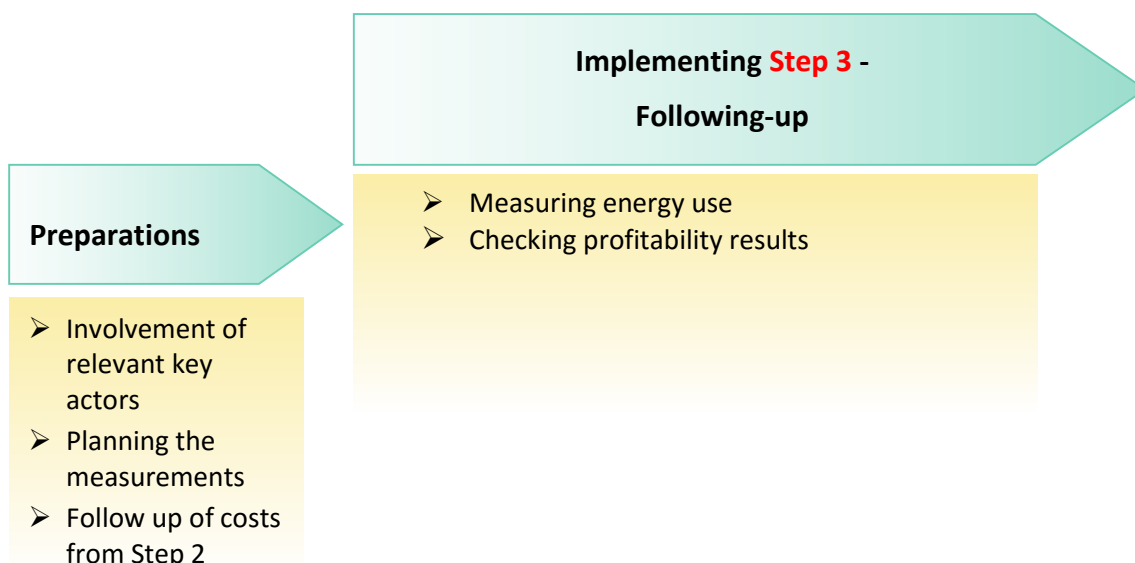 Implementing Step 3 -
Following-up
Preparations
➢ Measuring energy use
➢ Checking profitability results
➢ Involvement of
relevant key
actors
➢ Planning the
measurements
➢ Follow up of costs
from Step 2